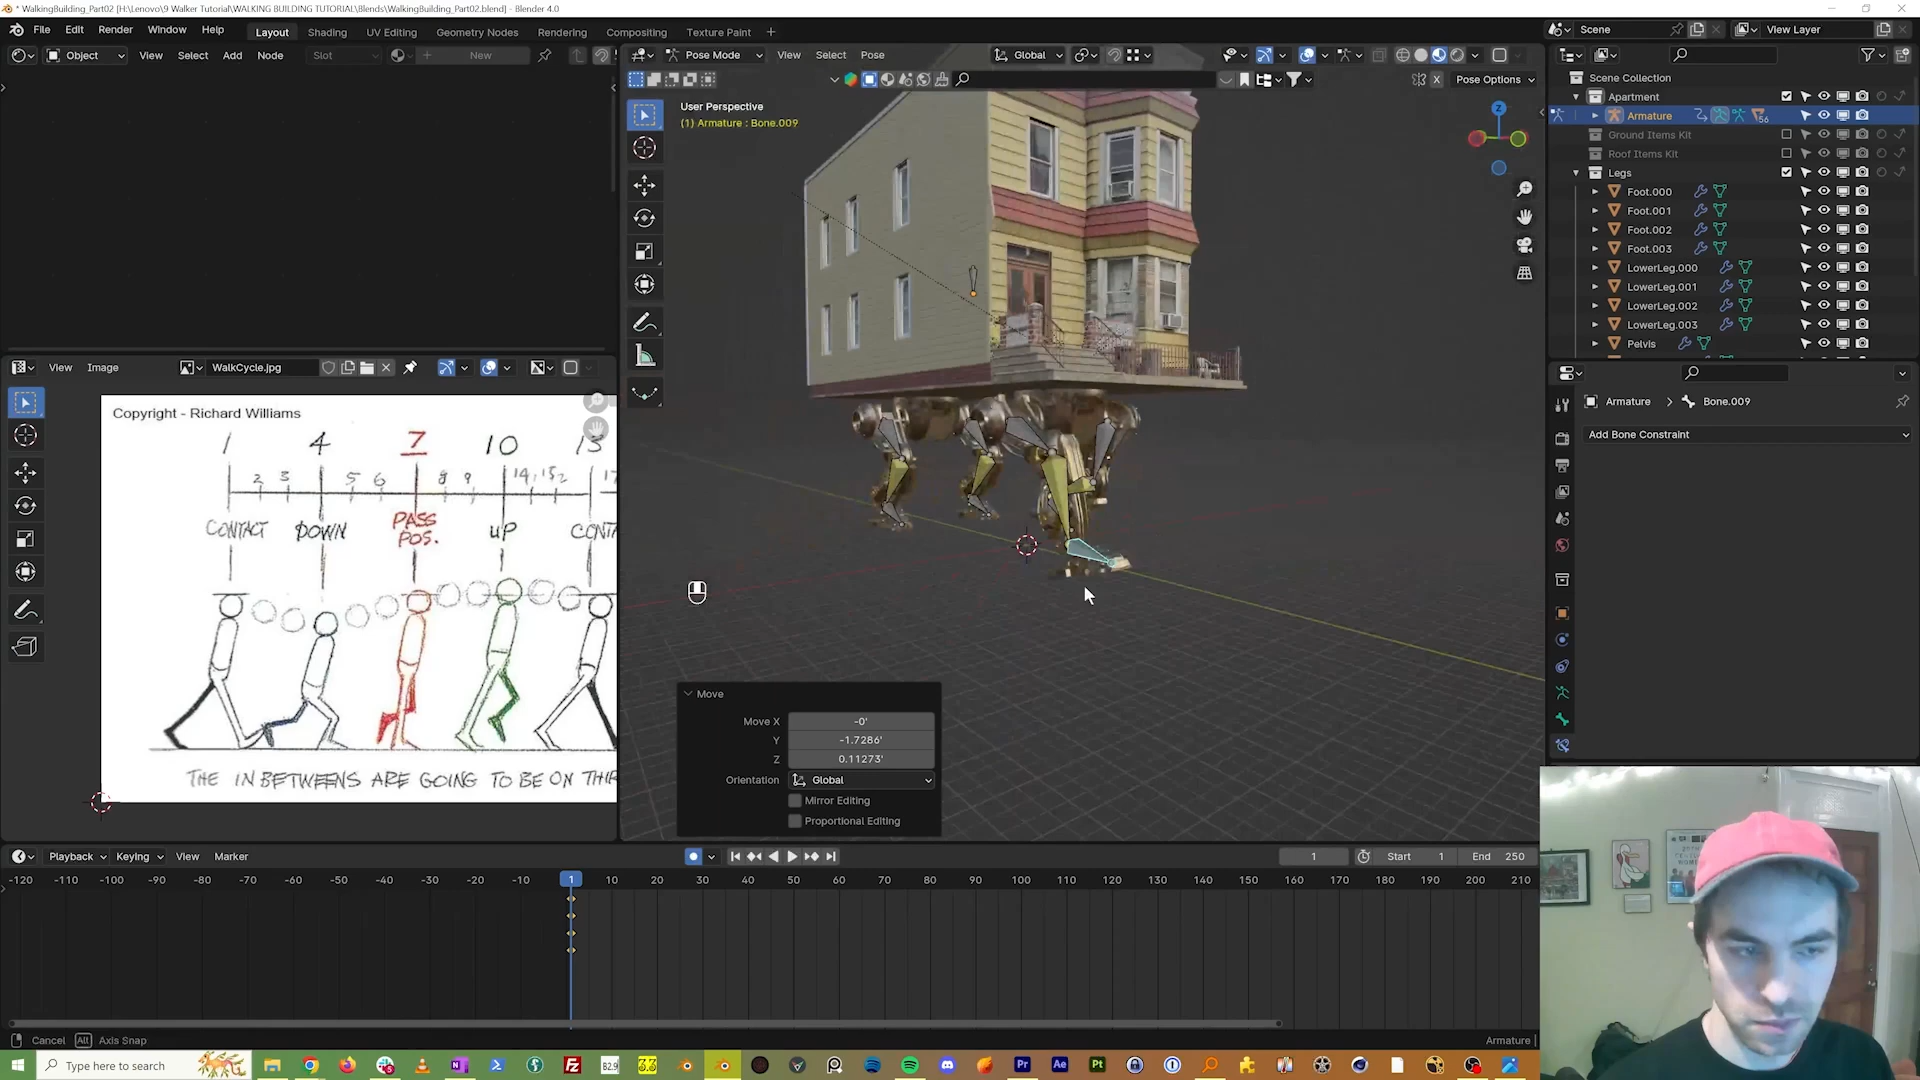 * WalkingBuilding_Part02 [H:\Lenovo\9 Walker Tutorial\WALKING BUILDING TUTORIAL\Blends\WalkingBuilding_Part02.blend] - Blender 4.0
File Edit Render Window Help Layout Shading UV Editing Geometry Nodes Rendering Compositing Texture Paint + Scene View Layer
Object View Select Add Node Slot New
Pose Mode View Select Pose Global
Pose Options
User Perspective
(1) Armature : Bone.009
Z
Scene Collection
Apartment
Armature 56
Ground Items Kit
Roof Items Kit
Legs
Foot.000
Foot.001
Foot.002
Foot.003
LowerLeg.000
LowerLeg.001
LowerLeg.002
LowerLeg.003
Pelvis
View Image WalkCycle.jpg
Armature > Bone.009
Add Bone Constraint
Copyright - Richard Williams
1 4 7 10 13
2 3 5 6 8 9
CONTACT DOWN PASS POS. UP
THE INBETWEENS ARE GOING TO BE ON
Move
Move X -0'
Y -1.7286'
Z 0.11273'
Orientation Global
Mirror Editing
Proportional Editing
Playback Keying View Marker 1 Start 1 End 250
-120 -110 -100 -90 -80 -70 -60 -50 -40 -30 -20 -10 1 10 20 30 40 50 60 70 80 90 100 110 120 130 140 150 160 170 180 190 200 210
Cancel Alt Axis Snap Armature
Type here to search